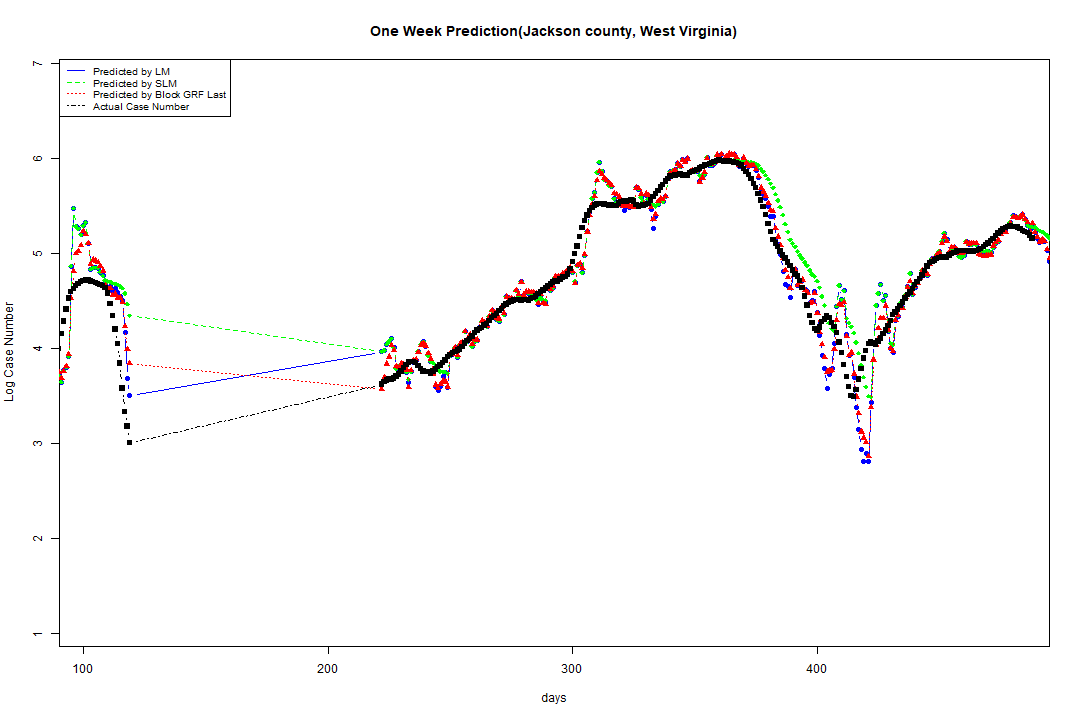 One Week Prediction(Jackson county, West Virginia)
7
Predicted by LM
Predicted by SLM
Predicted by Block GRF Last
Actual Case Number
6
5
4
3
2
1
Log Case Number
100 200 300 400
days